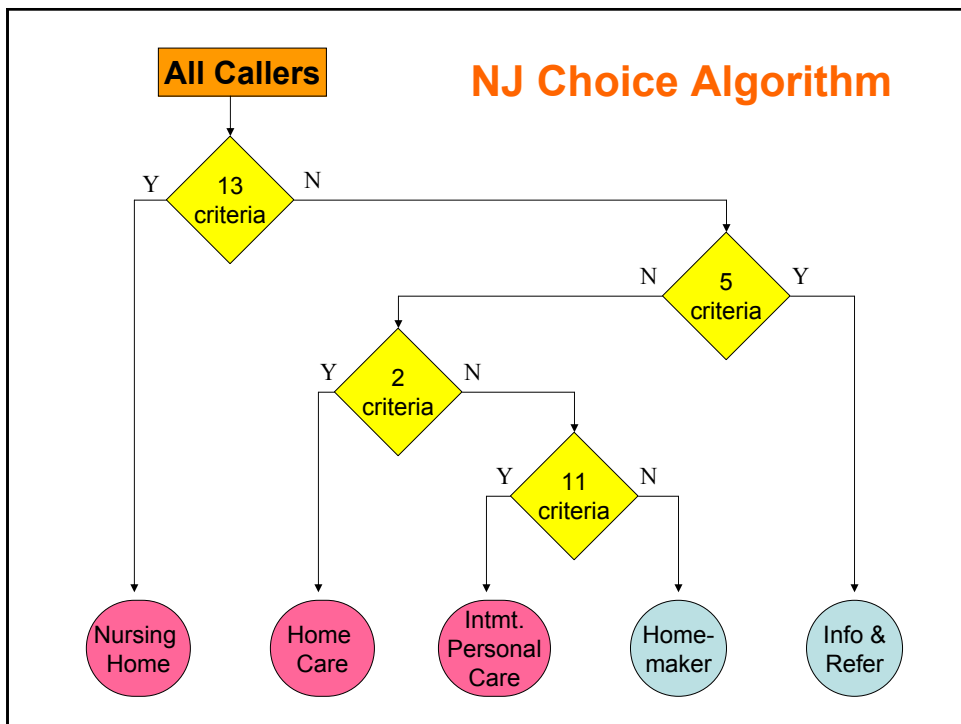 All Callers
NJ Choice Algorithm
Y
13
criteria
N
N
5
criteria
Y
Y
2
criteria
N
Y
11
criteria
N
Nursing
Home
Home
Care
Intmt.
Personal
Care
Home-
maker
Info &
Refer